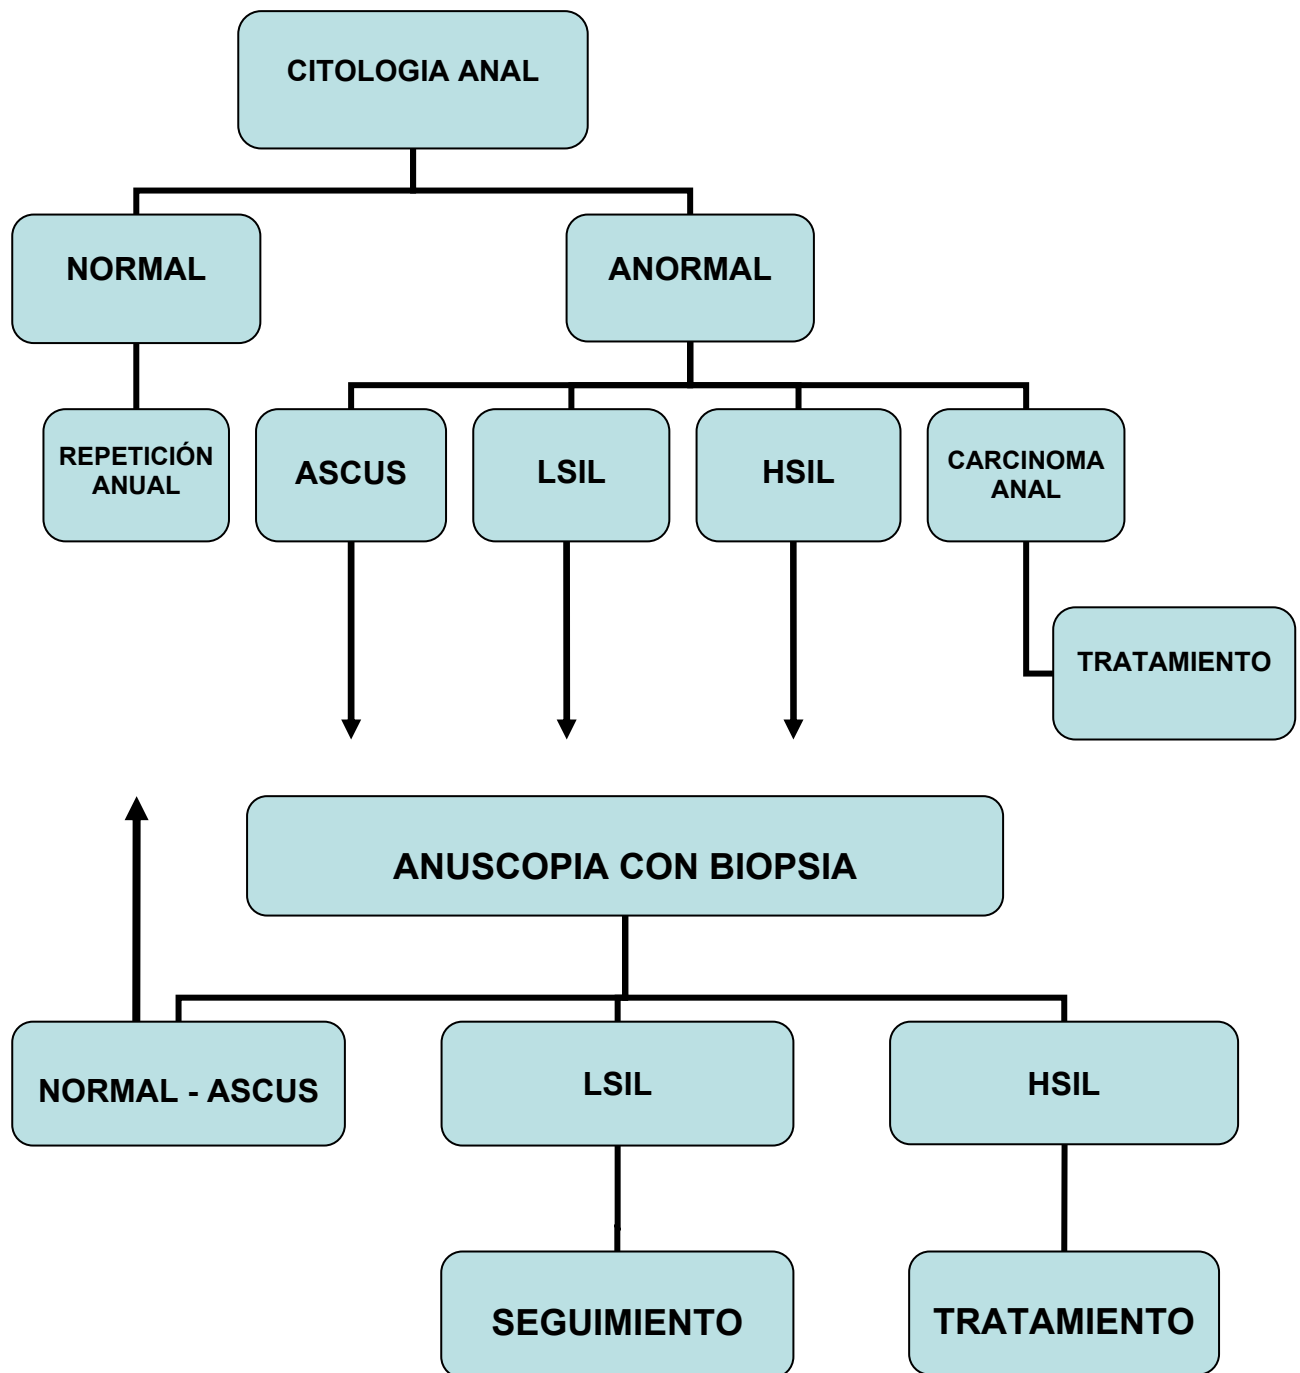 CITOLOGIA ANAL
NORMAL
ANORMAL
REPETICIÓN
ANUAL
ASCUS
LSIL
HSIL
CARCINOMA
ANAL
TRATAMIENTO
ANUSCOPIA CON BIOPSIA
NORMAL - ASCUS
LSIL
HSIL
SEGUIMIENTO
TRATAMIENTO